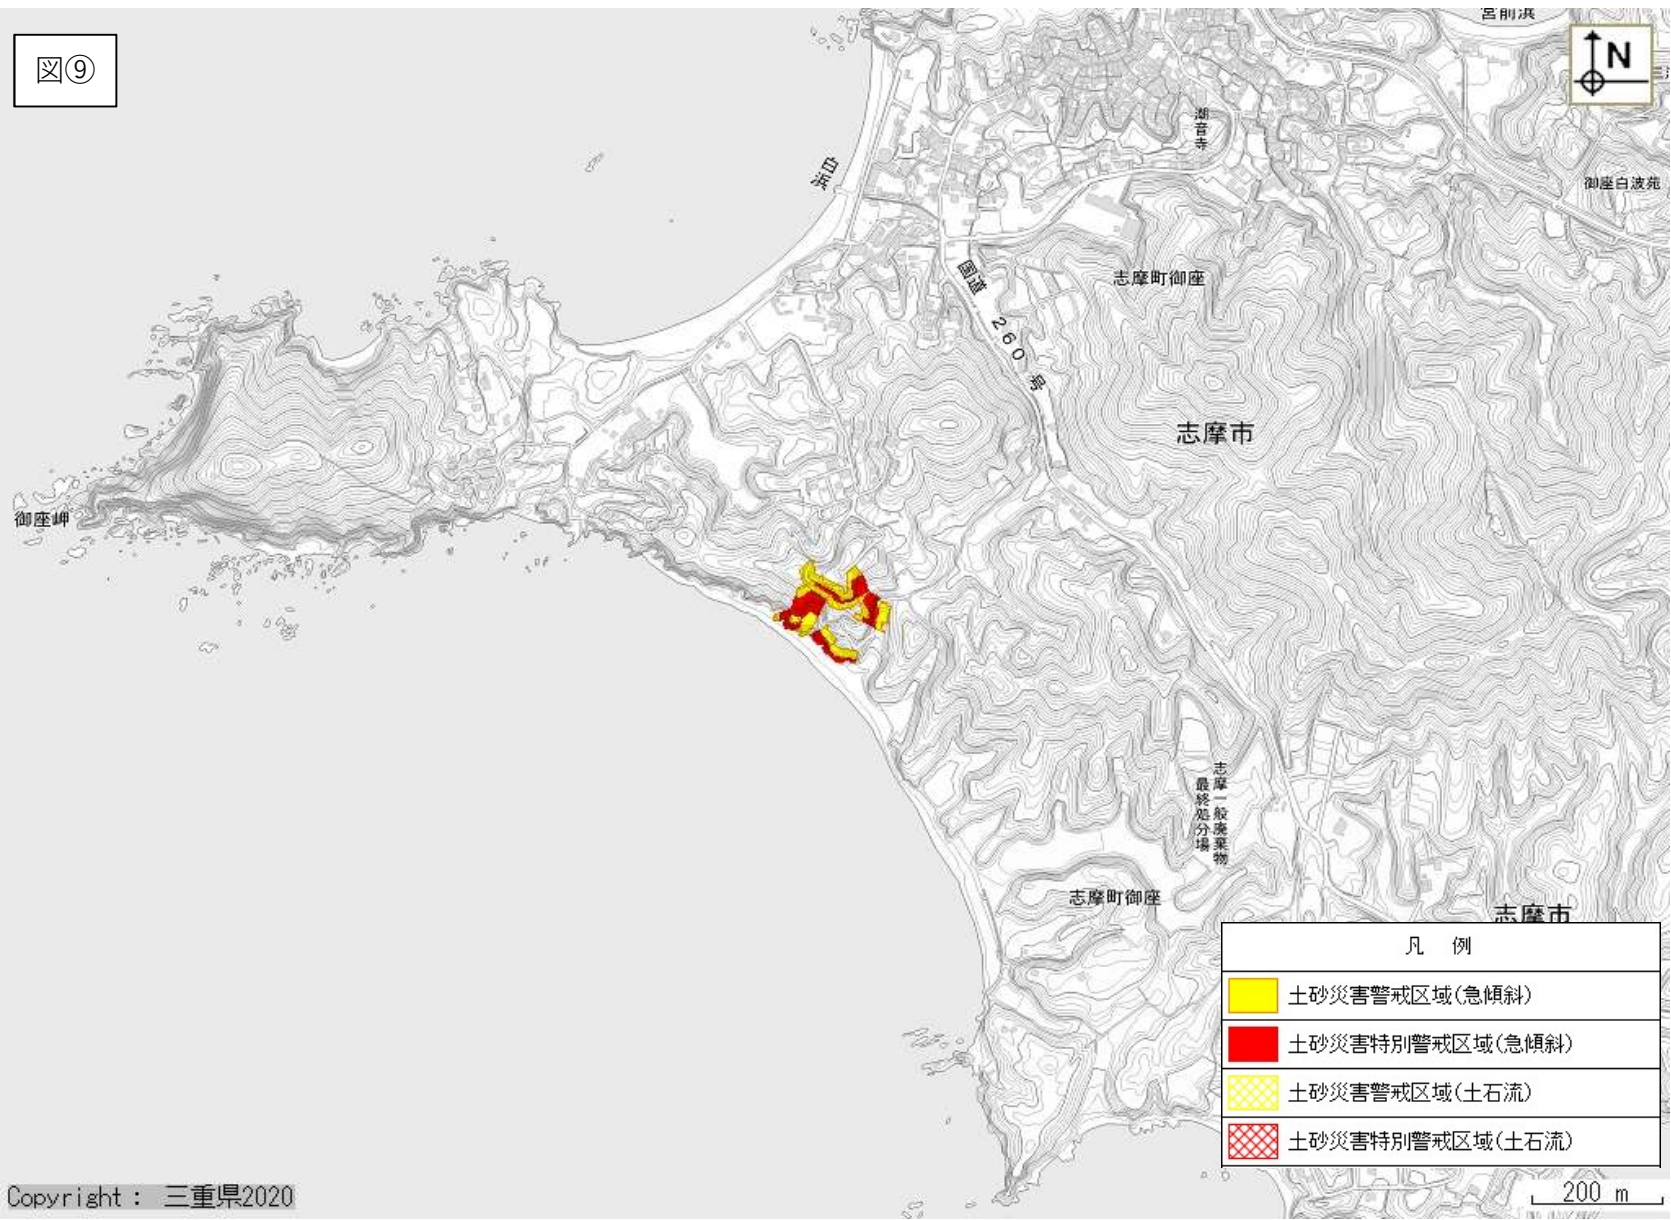 宮前浜
図⑨
N
潮音寺
白浜
御座白波苑
国道 260号
志摩町御座
志摩市
御座岬
志摩一般廃棄物
最終処分場
志摩町御座
志摩市
凡 例
土砂災害警戒区域(急傾斜)
土砂災害特別警戒区域(急傾斜)
土砂災害警戒区域(土石流)
土砂災害特別警戒区域(土石流)
Copyright : 三重県2020
200 m